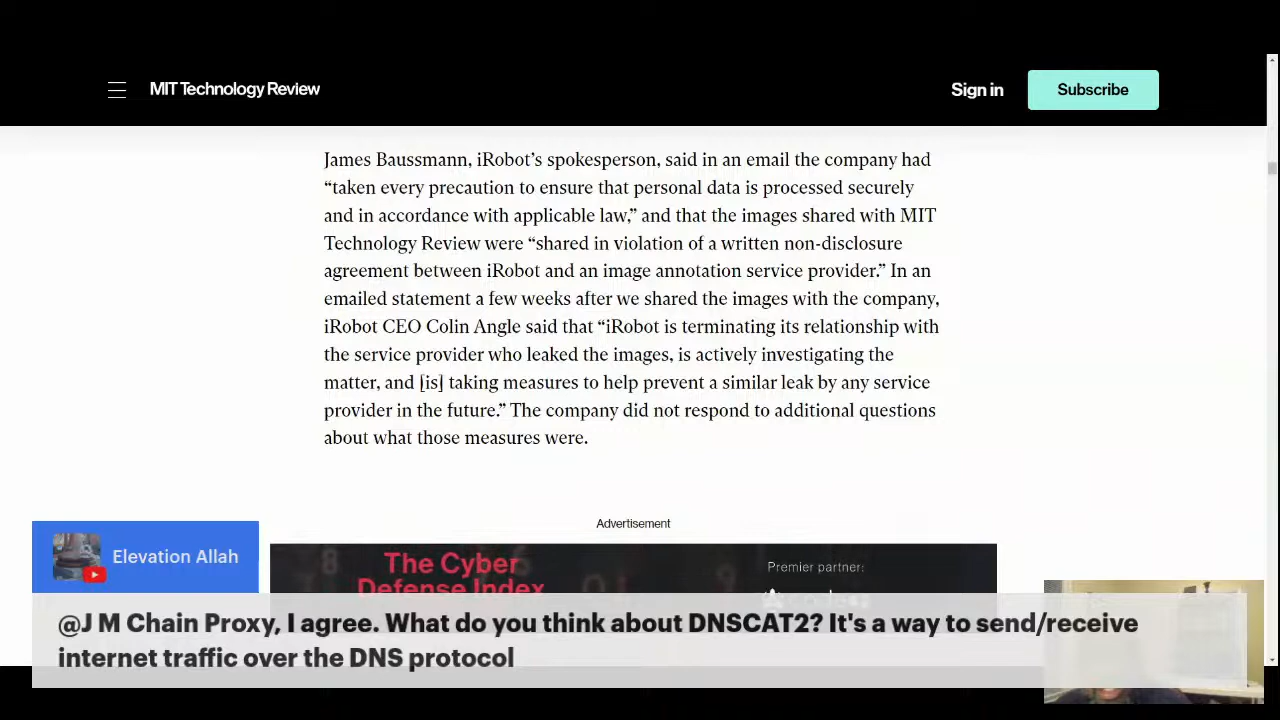 MIT Technology Review
Sign in
Subscribe
James Baussmann, iRobot’s spokesperson, said in an email the company had
“taken every precaution to ensure that personal data is processed securely
and in accordance with applicable law,” and that the images shared with MIT
Technology Review were “shared in violation of a written non-disclosure
agreement between iRobot and an image annotation service provider.” In an
emailed statement a few weeks after we shared the images with the company,
iRobot CEO Colin Angle said that “iRobot is terminating its relationship with
the service provider who leaked the images, is actively investigating the
matter, and [is] taking measures to help prevent a similar leak by any service
provider in the future.” The company did not respond to additional questions
about what those measures were.
Advertisement
The Cyber
Defense Index
Premier partner:
Elevation Allah
@J M Chain Proxy, I agree. What do you think about DNSCAT2? It's a way to send/receive
internet traffic over the DNS protocol